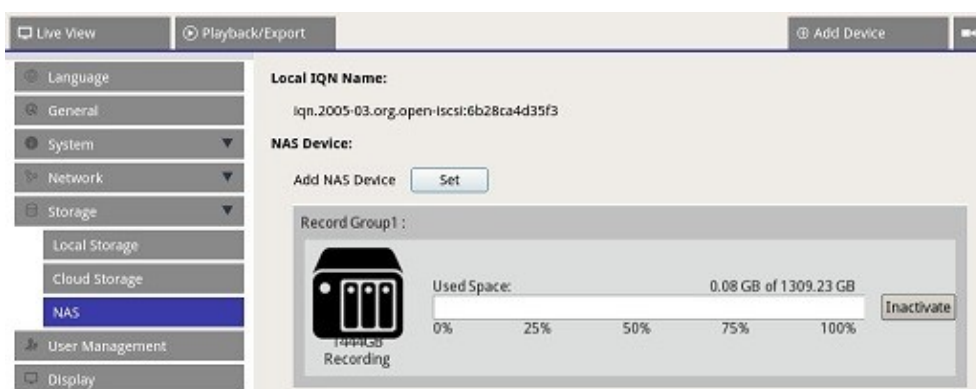 Live View
Playback/Export
Add Device
Language
General
System
Network
Storage
Local Storage
Cloud Storage
NAS
User Management
Display
Local IQN Name:
iqn.2005-03.org.open-iscsi:6b28ca4d35f3
NAS Device:
Add NAS Device Set
Record Group1 :
Used Space: 0.08 GB of 1309.23 GB
0% 25% 50% 75% 100%
Inactivate
1444GB
Recording